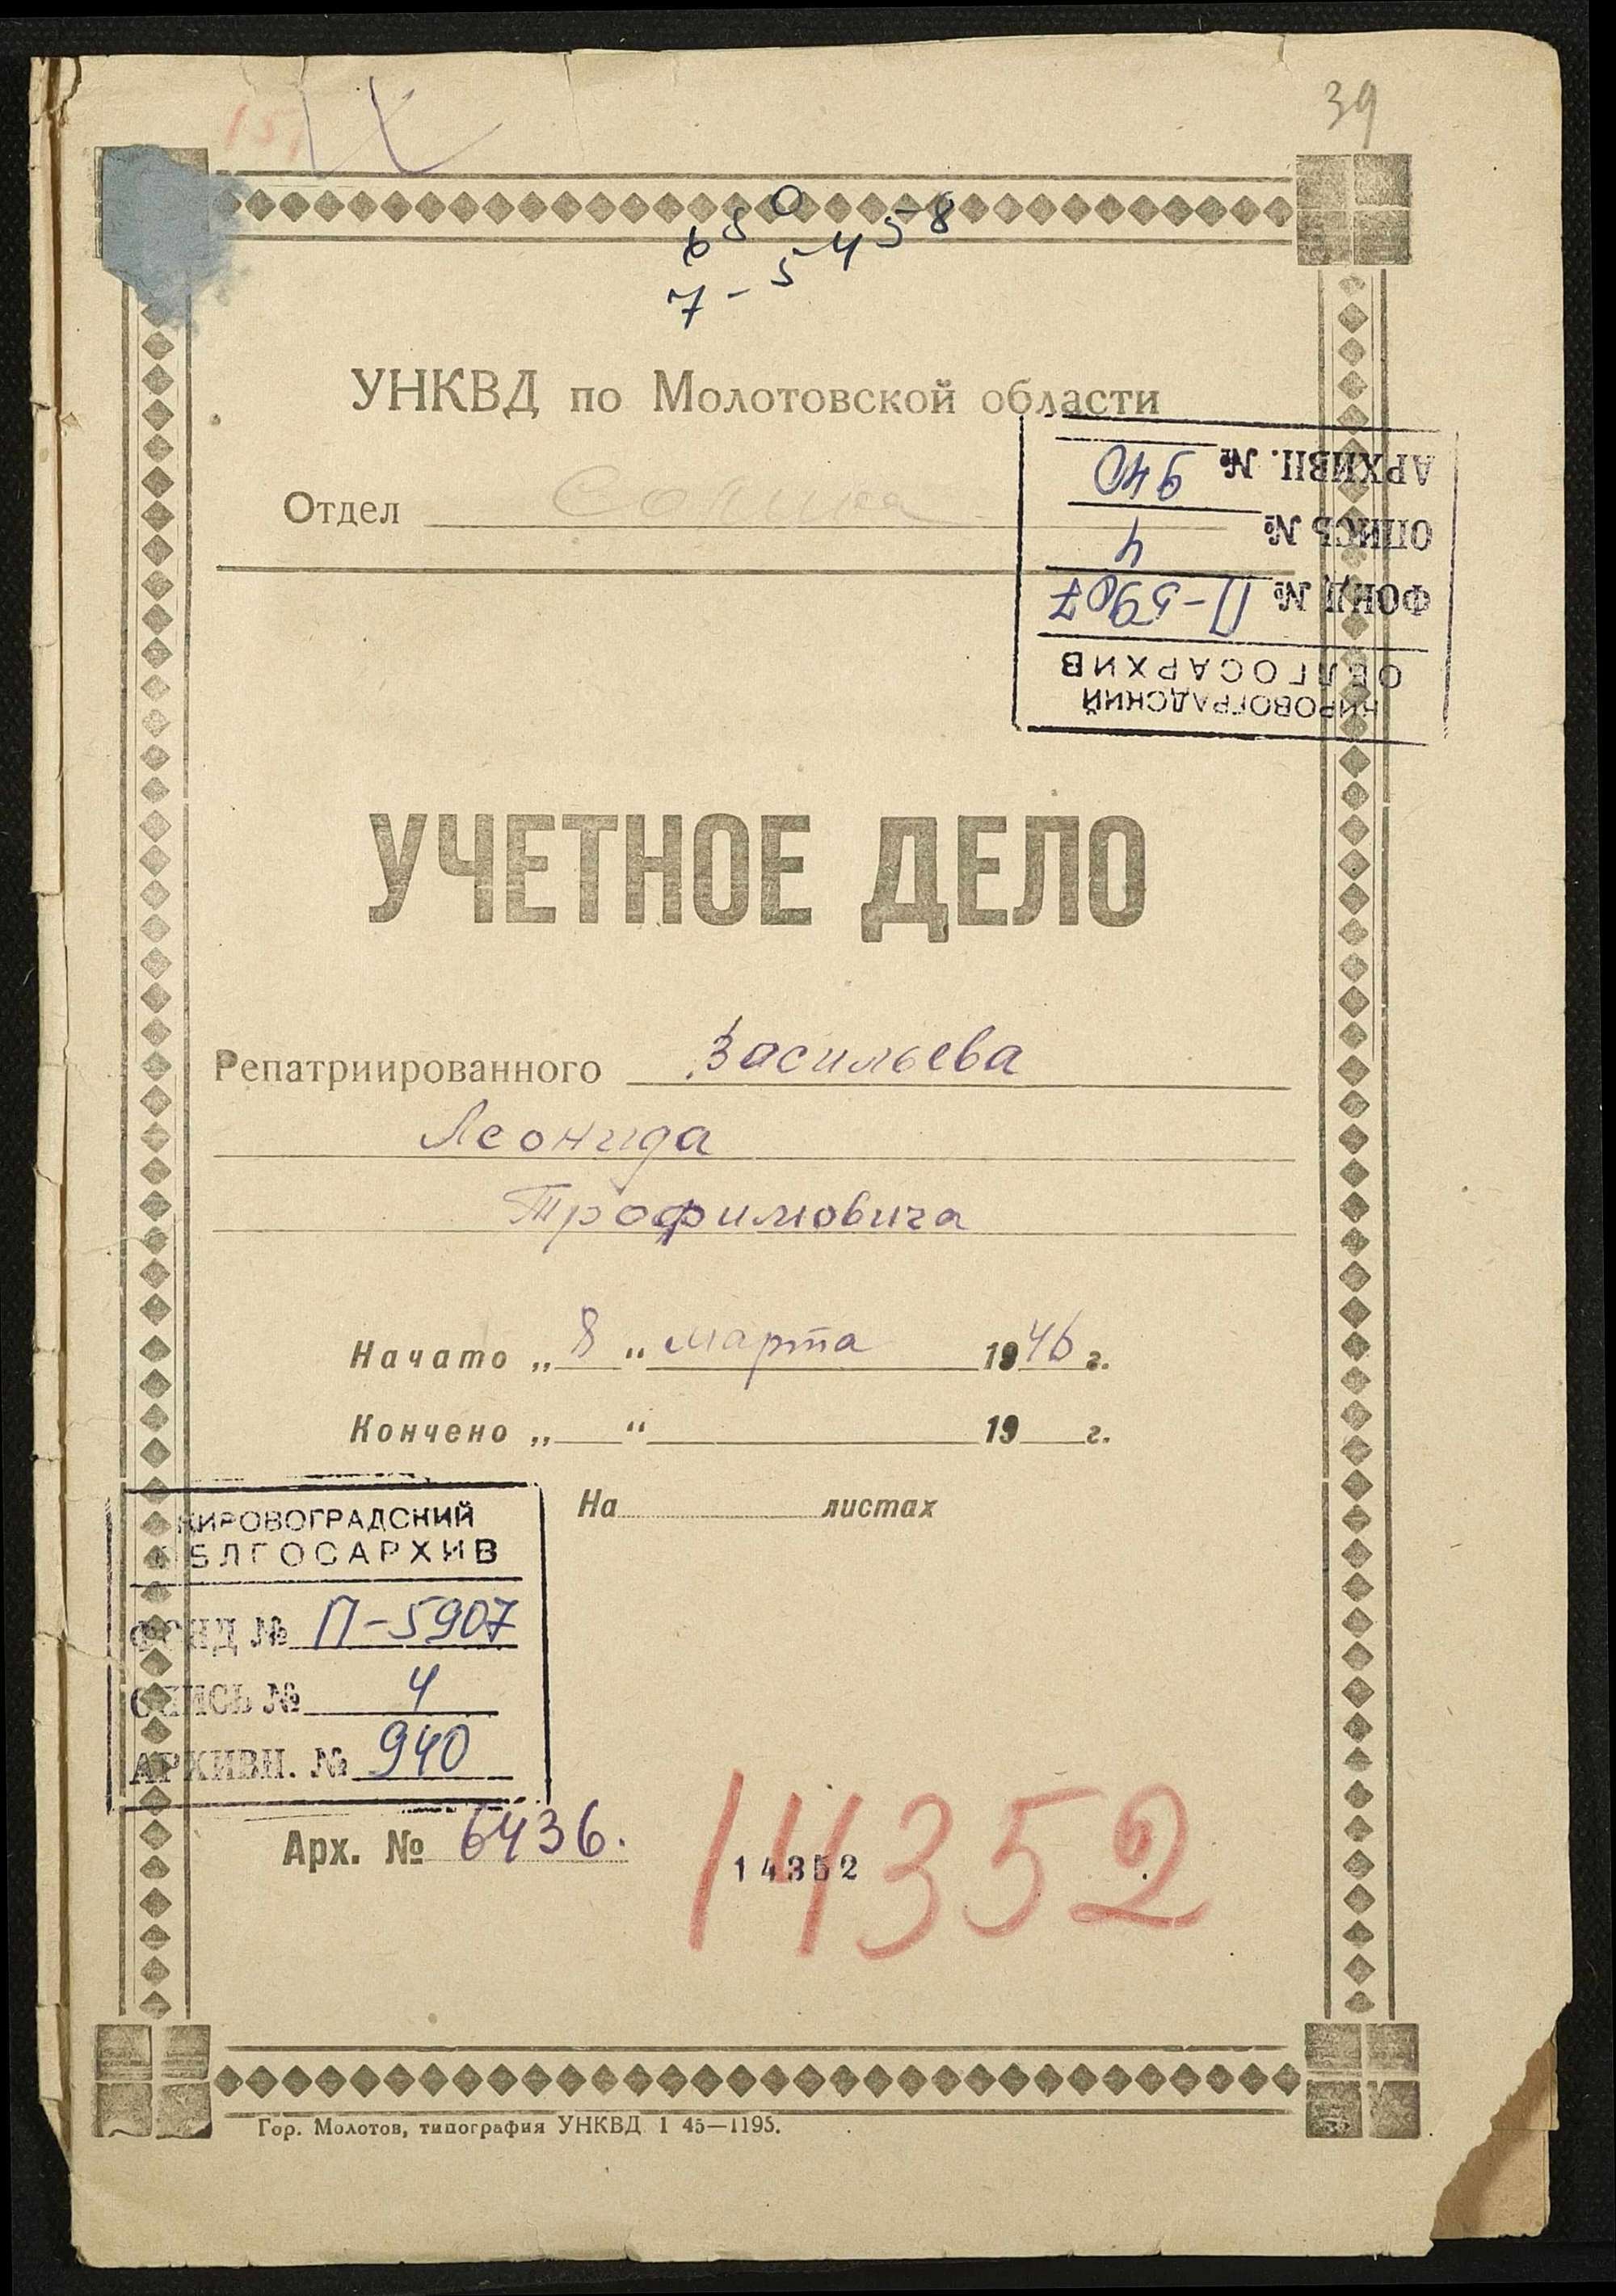 39
680
7-5458
УНКВД по Молотовской области
Отдел
АРХИВН. № 940
ОПИСЬ № 4
ФОНД № П-5907
КИРОВОГРАДСКИЙ
ОБЛГОСАРХИВ
УЧЕТНОЕ ДЕЛО
Репатриированного Васильева
Леонида
Трофимовича
Начато „8“ марта 1946 г.
Кончено „ “ 19 г.
На листах
КИРОВОГРАДСКИЙ
ОБЛГОСАРХИВ
ФОНД № П-5907
ОПИСЬ № 4
АРХИВН. № 940
Арх. № 6436.
14352
14352
Гор. Молотов, типография УНКВД 1 45—1195.